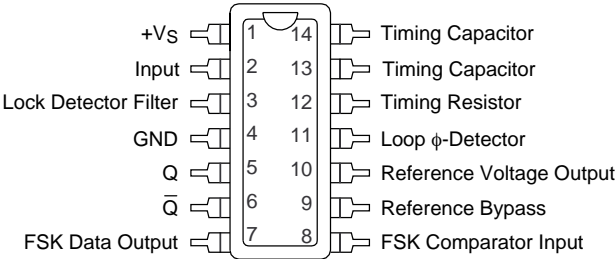 +VS 1 14 Timing Capacitor
Input 2 13 Timing Capacitor
Lock Detector Filter 3 12 Timing Resistor
GND 4 11 Loop ϕ-Detector
Q 5 10 Reference Voltage Output
Q̅ 6 9 Reference Bypass
FSK Data Output 7 8 FSK Comparator Input